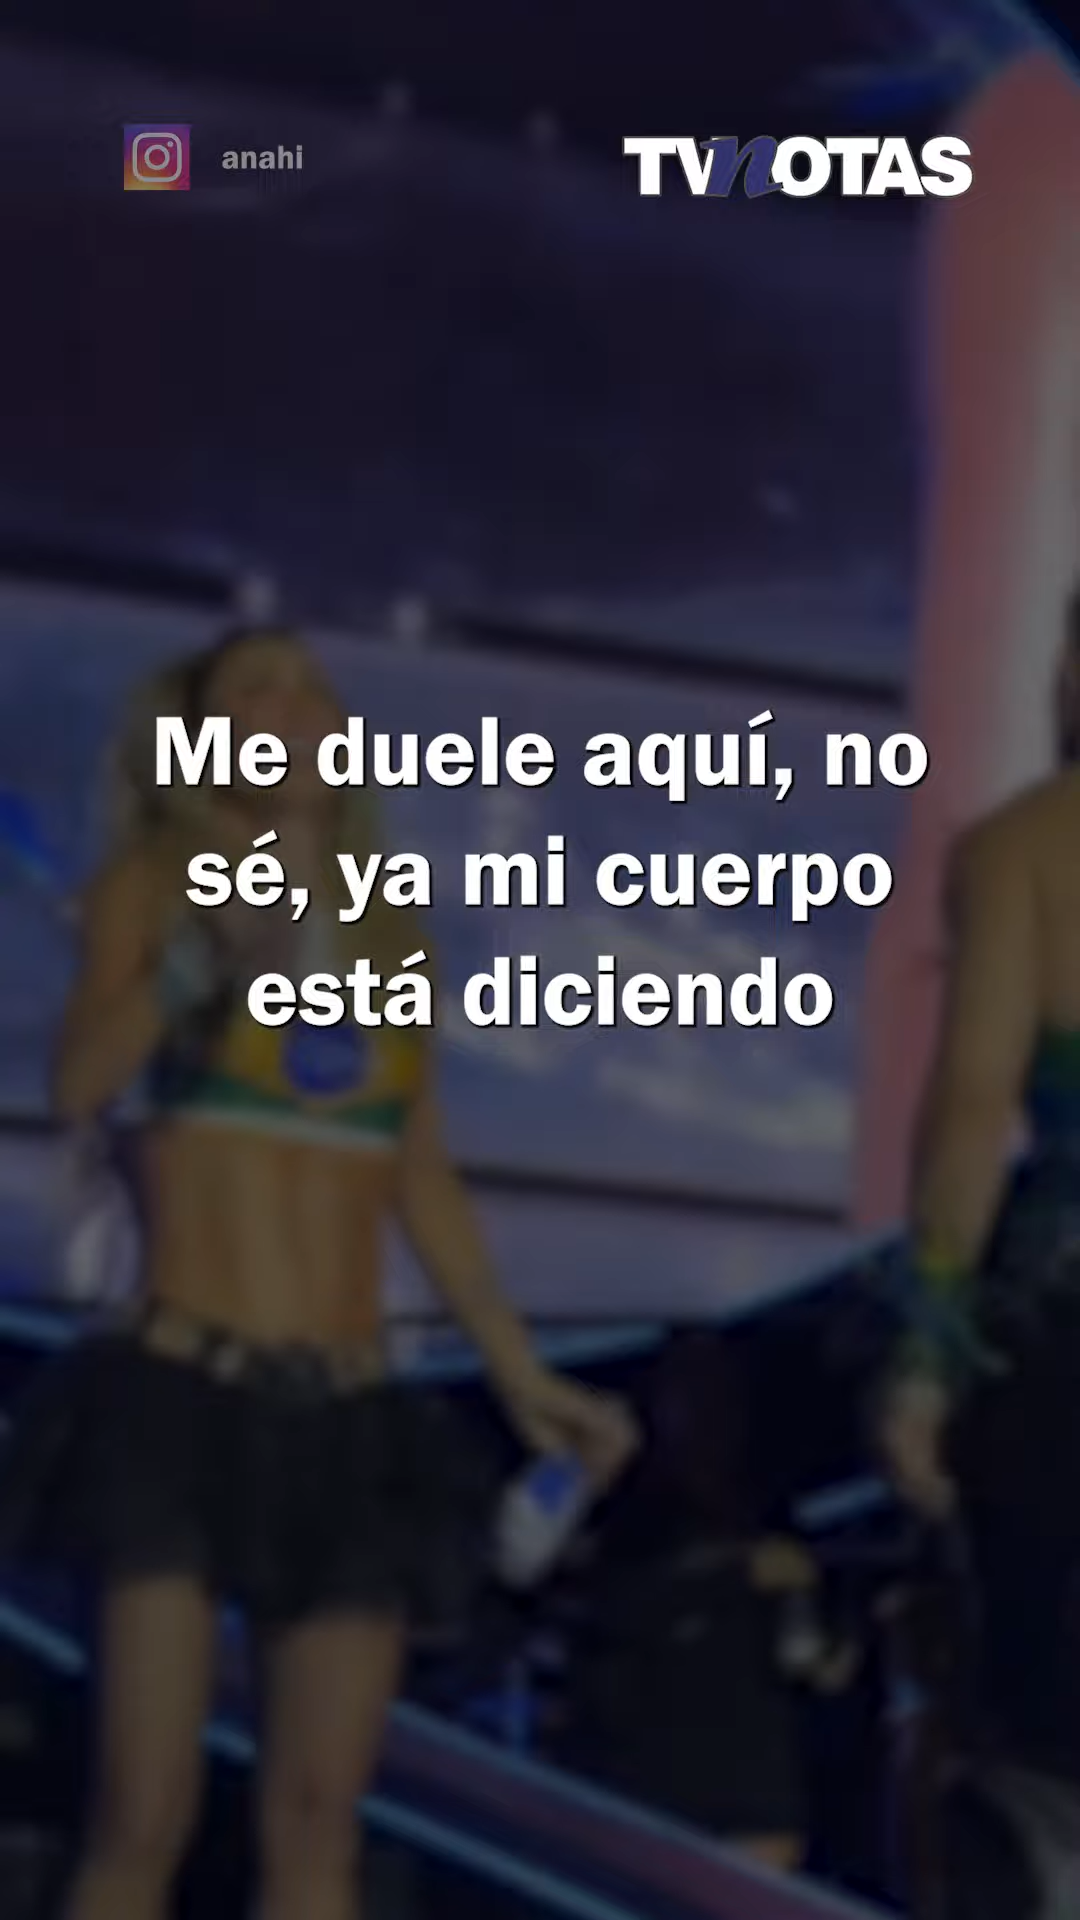 anahi
TVnOTAS
Me duele aquí, no
sé, ya mi cuerpo
está diciendo